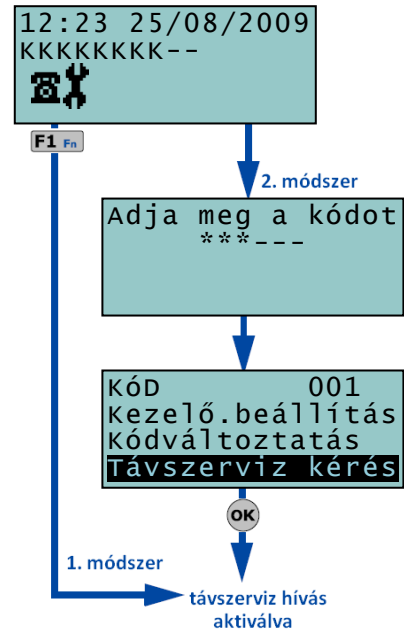 12:23 25/08/2009
KKKKKKKK--
F1 Fn
2. módszer
Adja meg a kódot
***---
KóD 001
Kezelő.beállítás
Kódváltoztatás
Távszerviz kérés
OK
1. módszer
távszerviz hívás
aktiválva